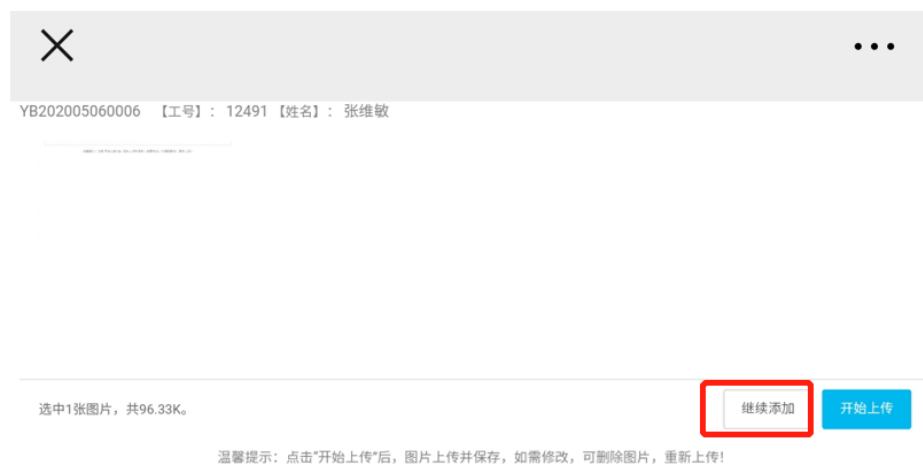 YB202005060006 【工号】: 12491 【姓名】: 张维敏
选中1张图片，共96.33K。
继续添加
开始上传
温馨提示：点击"开始上传"后，图片上传并保存，如需修改，可删除图片，重新上传！